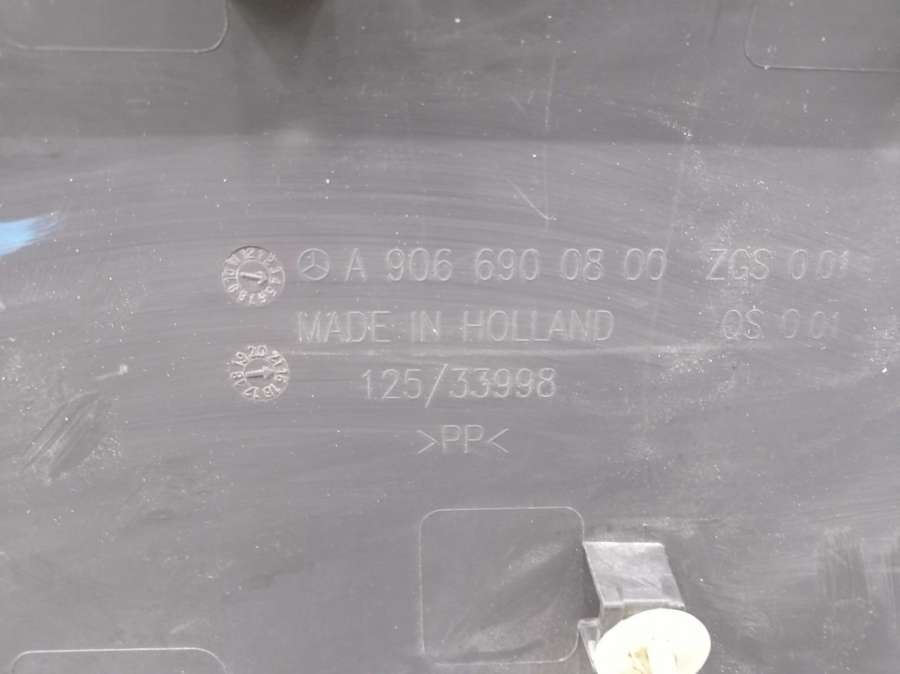 A 906 690 08 00 ZGS 001
MADE IN HOLLAND QS 001
125/33998
>PP<